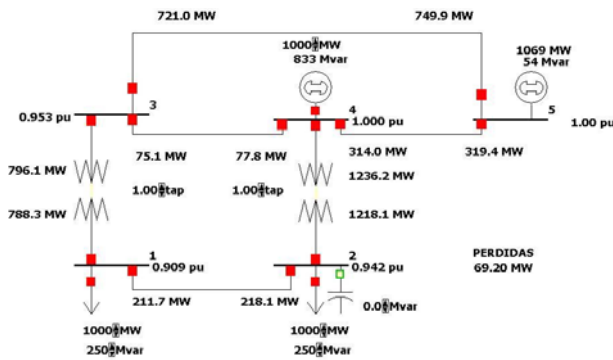 721.0 MW
749.9 MW
1000 MW
833 Mvar
1069 MW
54 Mvar
3
4
5
0.953 pu
1.000 pu
1.00 pu
75.1 MW
77.8 MW
314.0 MW
319.4 MW
796.1 MW
1236.2 MW
1.00 tap
1.00 tap
788.3 MW
1218.1 MW
1
2
0.909 pu
0.942 pu
PERDIDAS
69.20 MW
211.7 MW
218.1 MW
0.0 Mvar
1000 MW
1000 MW
250 Mvar
250 Mvar